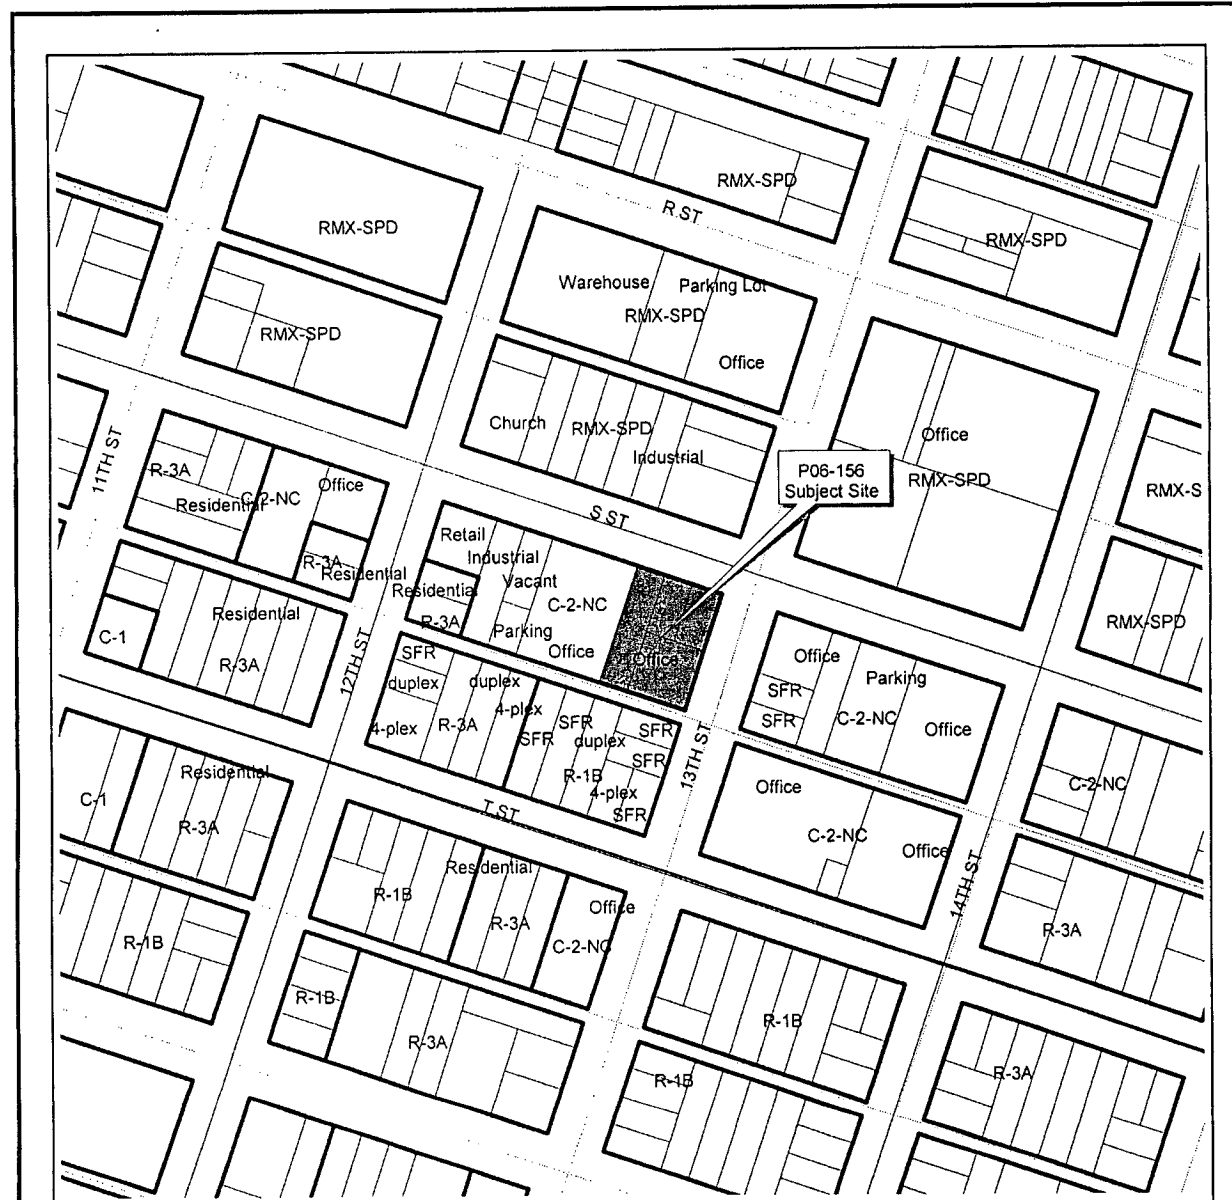 RMX-SPD
R ST
RMX-SPD
RMX-SPD
RMX-SPD
Warehouse
Parking Lot
RMX-SPD
Office
RMX-SPD
Church
RMX-SPD
Industrial
Office
RMX-SPD
RMX-S
P06-156
Subject Site
11TH ST
R-3A
Residential
C-2-NC
Office
R-3A
Residential
S ST
Retail
Industrial
Vacant
Residential
C-2-NC
R-3A
Parking
Office
Office
RMX-SPD
C-1
Residential
R-3A
12TH ST
SFR
duplex
duplex
4-plex
4-plex
R-3A
SFR
SFR
duplex
SFR
SFR
R-1B
4-plex
SFR
13TH ST
Office
SFR
SFR
Parking
C-2-NC
Office
C-2-NC
C-1
Residential
R-3A
T ST
Office
C-2-NC
Office
14TH ST
R-1B
Residential
R-3A
Office
C-2-NC
R-3A
R-1B
R-1B
R-3A
R-1B
R-1B
R-3A